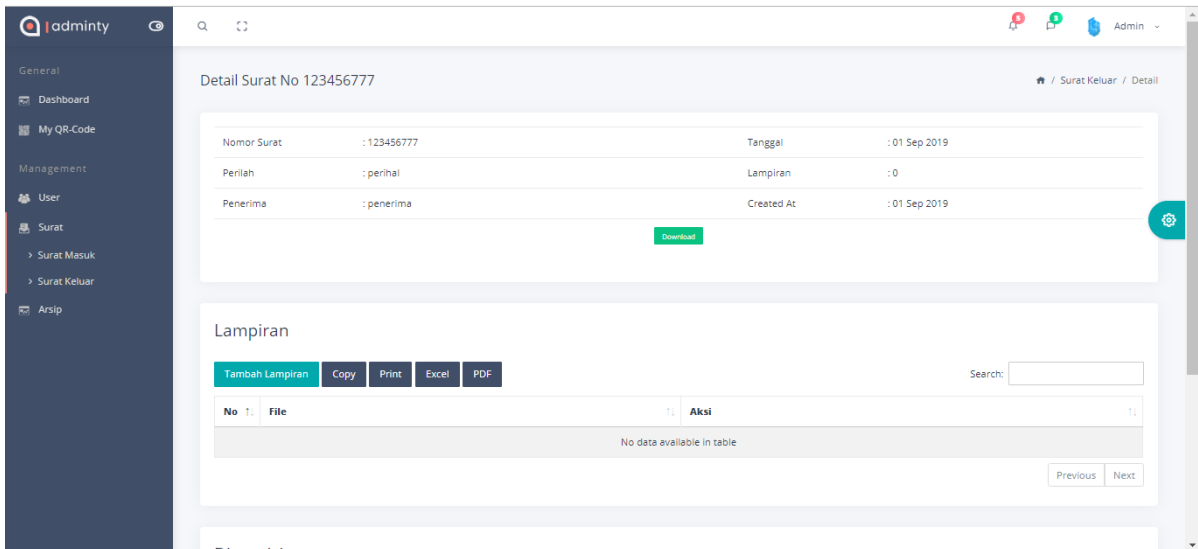 adminty
5
5
Admin
General
Dashboard
My QR-Code
Management
User
Surat
> Surat Masuk
> Surat Keluar
Arsip
Detail Surat No 123456777
/ Surat Keluar / Detail
Nomor Surat : 123456777 Tanggal : 01 Sep 2019
Perilah : perihal Lampiran : 0
Penerima : penerima Created At : 01 Sep 2019
Download
Lampiran
Tambah Lampiran Copy Print Excel PDF Search:
No File Aksi
No data available in table
Previous Next